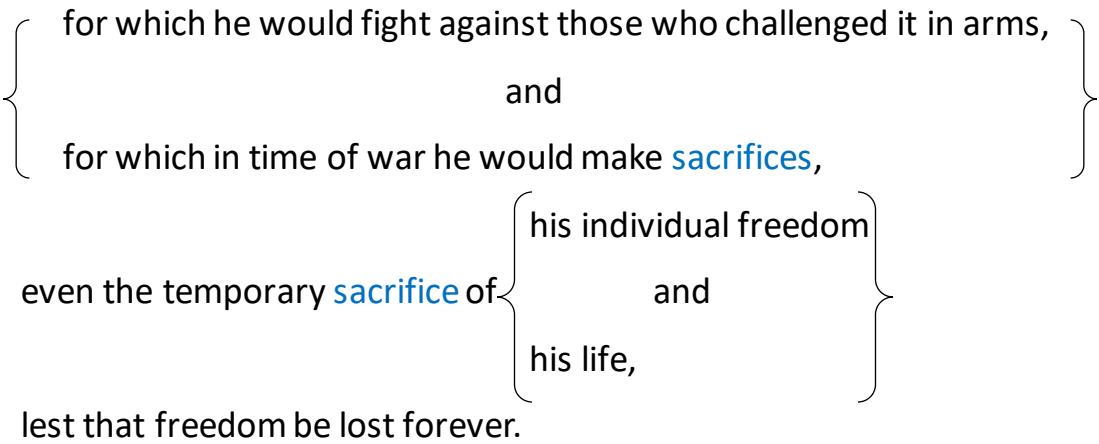 for which he would fight against those who challenged it in arms,
and
for which in time of war he would make sacrifices,
his individual freedom
even the temporary sacrifice of
and
his life,
lest that freedom be lost forever.